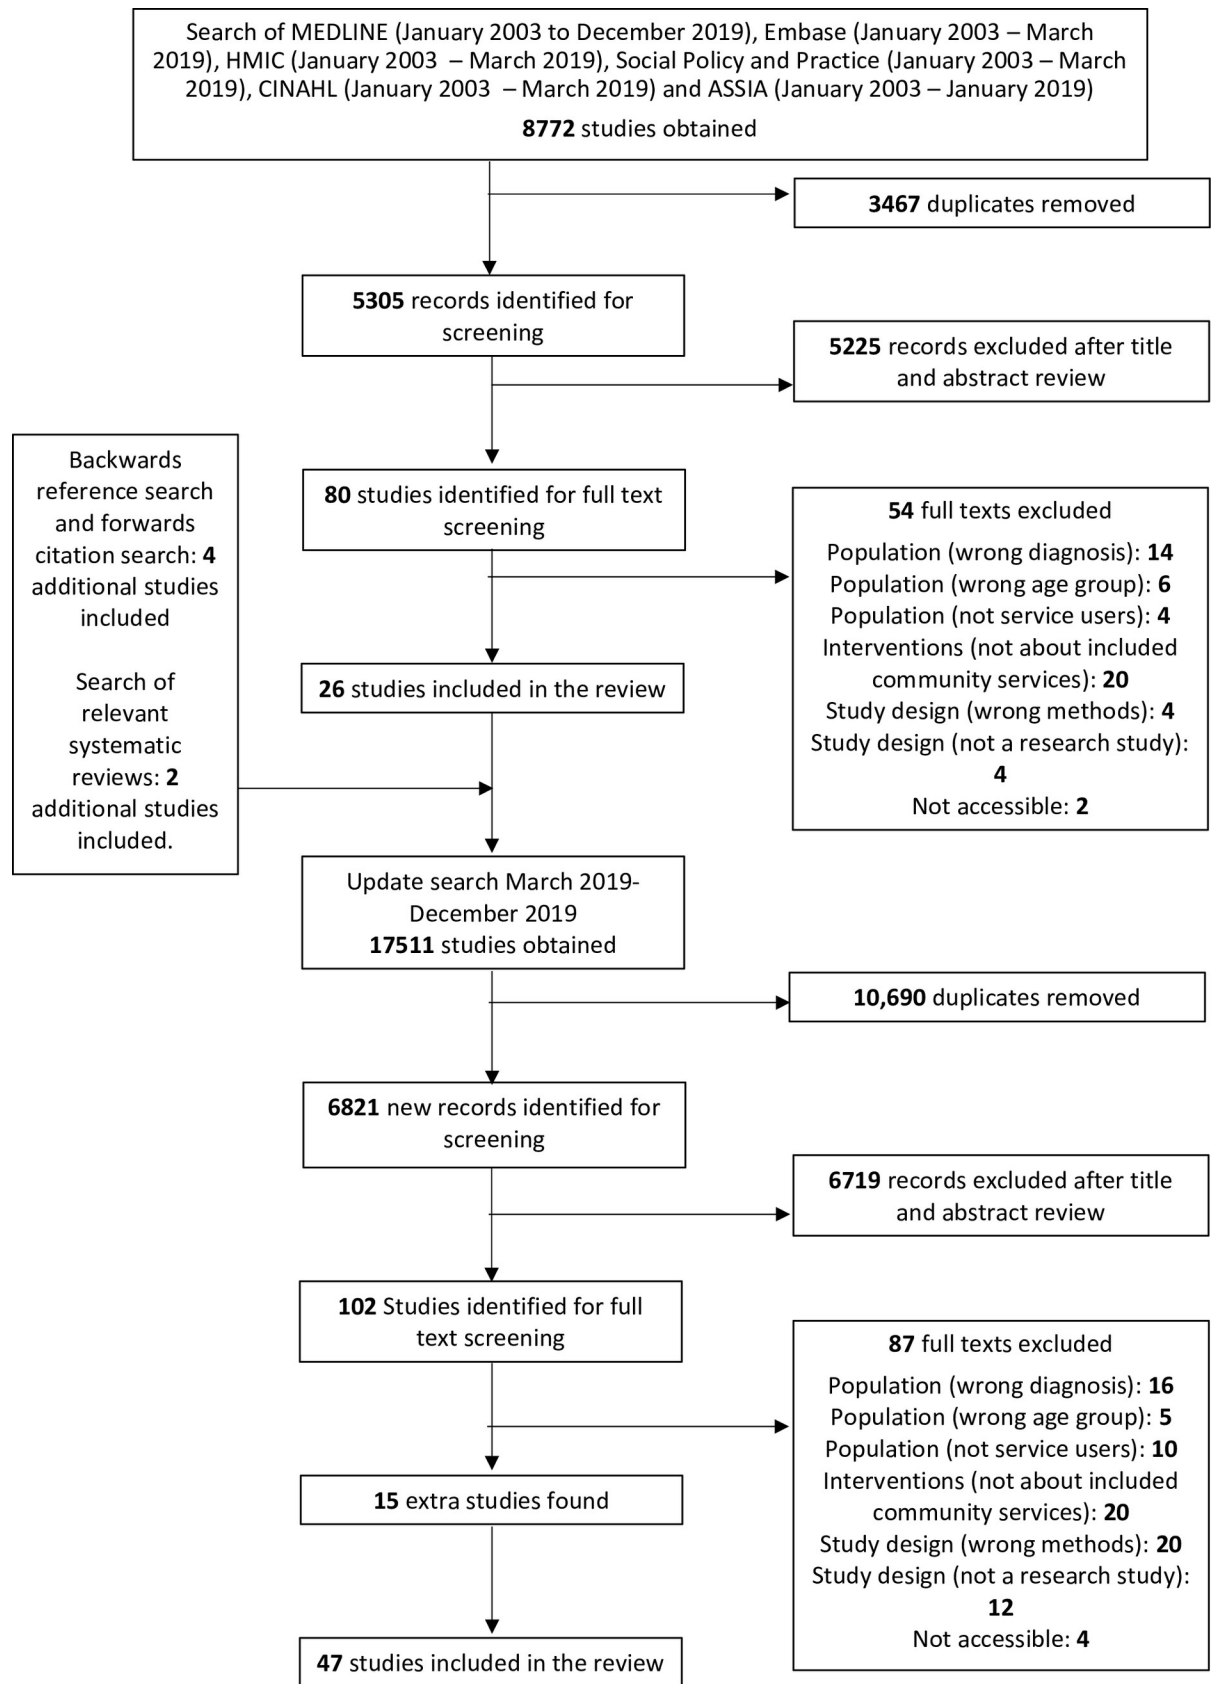 Search of MEDLINE (January 2003 to December 2019), Embase (January 2003 – March
2019), HMIC (January 2003 – March 2019), Social Policy and Practice (January 2003 – March
2019), CINAHL (January 2003 – March 2019) and ASSIA (January 2003 – January 2019)
8772 studies obtained
3467 duplicates removed
5305 records identified for
screening
5225 records excluded after title
and abstract review
Backwards
reference search
and forwards
citation search: 4
additional studies
included
Search of
relevant
systematic
reviews: 2
additional studies
included.
80 studies identified for full text
screening
54 full texts excluded
Population (wrong diagnosis): 14
Population (wrong age group): 6
Population (not service users): 4
Interventions (not about included
community services): 20
Study design (wrong methods): 4
Study design (not a research study):
4
Not accessible: 2
26 studies included in the review
Update search March 2019-
December 2019
17511 studies obtained
10,690 duplicates removed
6821 new records identified for
screening
6719 records excluded after title
and abstract review
102 Studies identified for full
text screening
87 full texts excluded
Population (wrong diagnosis): 16
Population (wrong age group): 5
Population (not service users): 10
Interventions (not about included
community services): 20
Study design (wrong methods): 20
Study design (not a research study):
12
Not accessible: 4
15 extra studies found
47 studies included in the review